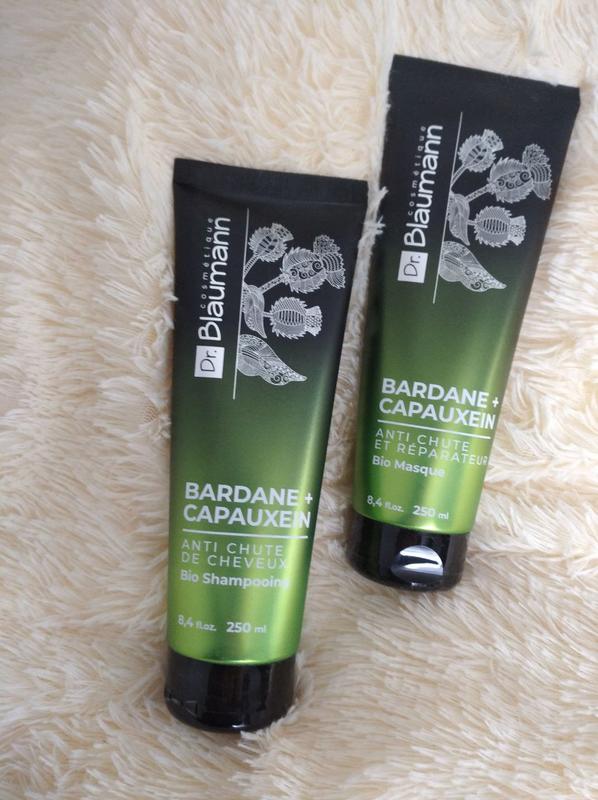 Dr. Blaumann
cosmétique
BARDANE +
CAPAUXEIN
ANTI CHUTE
DE CHEVEUX
Bio Shampooing
8,4 fl.oz. 250 ml
Dr. Blaumann
cosmétique
BARDANE +
CAPAUXEIN
ANTI CHUTE
ET RÉPARATEUR
Bio Masque
8,4 fl.oz. 250 ml